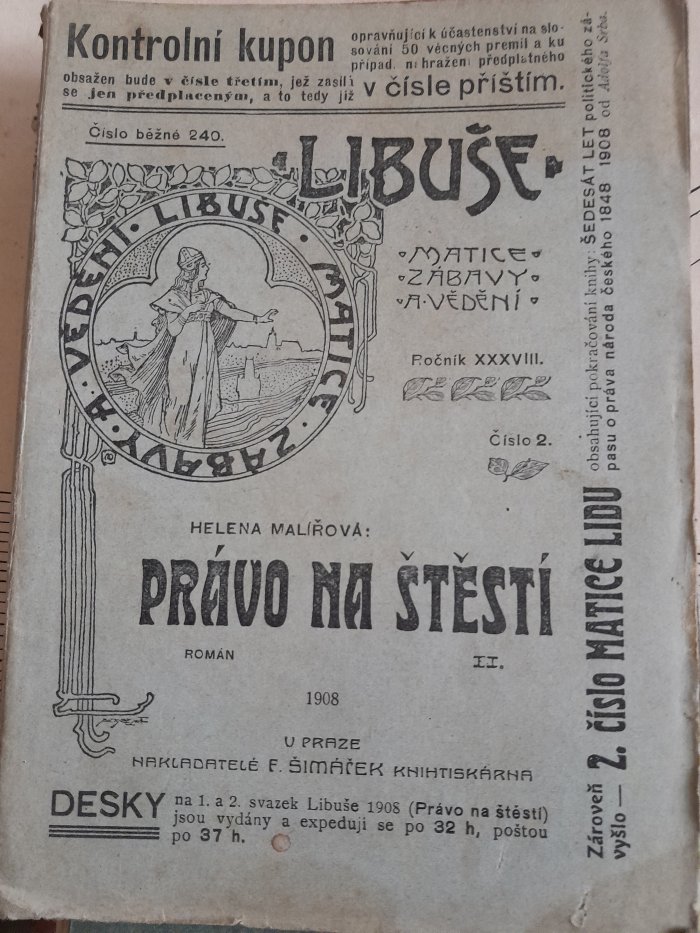 Kontrolní kupon
opravňující k účastenství na slo-
sování 50 věcných premií a ku
případ. nahražení předplatného
obsažen bude v čísle třetím, jež zasílá
se jen předplaceným, a to tedy již
v čísle příštím.
Číslo běžné 240.
LIBUŠE
MATICE
ZÁBAVY
A VĚDĚNÍ
LIBUŠE • MATICE • ZÁBAVY • A • VĚDĚNÍ •
Ročník XXXVIII.
Číslo 2.
HELENA MALÍŘOVÁ:
PRÁVO NA ŠTĚSTÍ
ROMÁN
II.
1908
U PRAZE
NAKLADATELÉ F. ŠIMÁČEK KNIHTISKÁRNA
DESKY
na 1. a 2. svazek Libuše 1908 (Právo na štěstí)
jsou vydány a expedují se po 32 h, poštou
po 37 h.
Zároveň
vyšlo —
2. ČÍSLO MATICE LIDU
obsahující pokračování knihy: ŠEDESÁT LET politického zá-
pasu o práva národa českého 1848 1908 od Adolfa Srba.